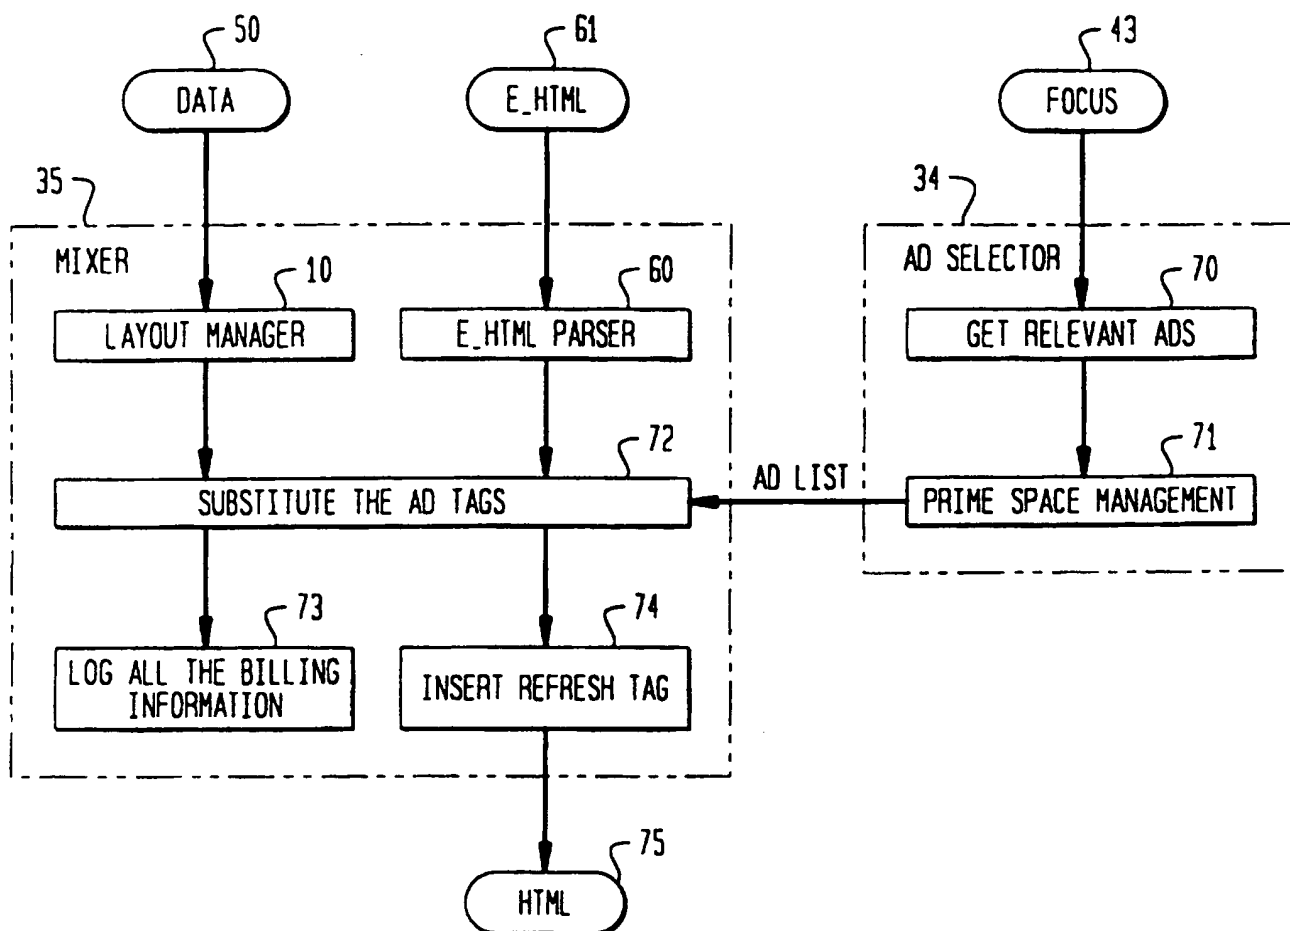 50
61
43
DATA
E_HTML
FOCUS
35
34
MIXER
AD SELECTOR
10
60
70
LAYOUT MANAGER
E_HTML PARSER
GET RELEVANT ADS
72
71
AD LIST
SUBSTITUTE THE AD TAGS
PRIME SPACE MANAGEMENT
73
74
LOG ALL THE BILLING
INFORMATION
INSERT REFRESH TAG
75
HTML